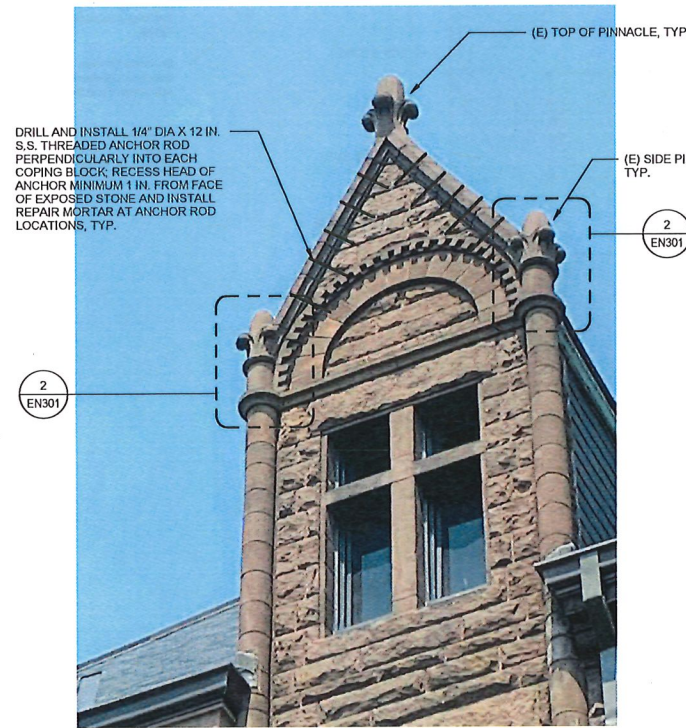 (E) TOP OF PINNACLE, TYP
DRILL AND INSTALL 1/4" DIA X 12 IN.
S.S. THREADED ANCHOR ROD
PERPENDICULARLY INTO EACH
COPING BLOCK; RECESS HEAD OF
ANCHOR MINIMUM 1 IN. FROM FACE
OF EXPOSED STONE AND INSTALL
REPAIR MORTAR AT ANCHOR ROD
LOCATIONS, TYP.
(E) SIDE PI
TYP.
2
EN301
2
EN301